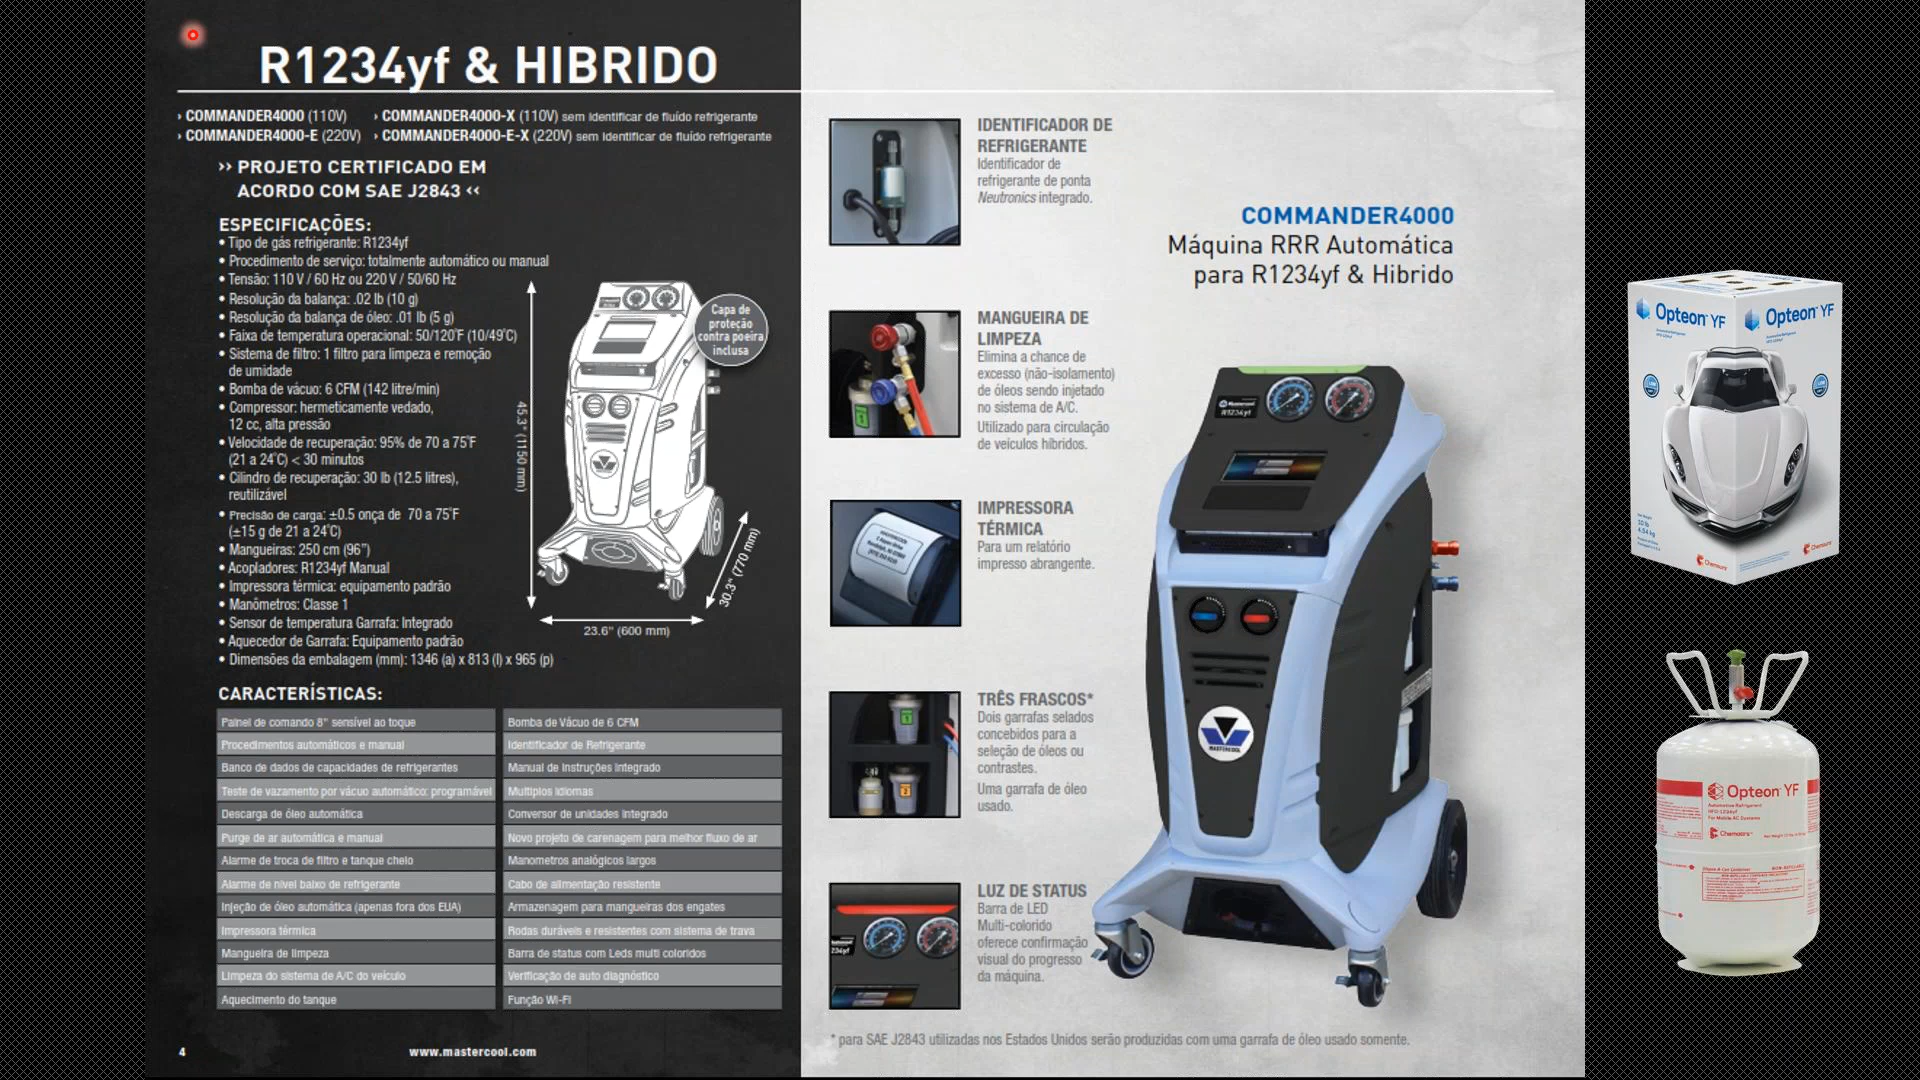 R1234yf & HIBRIDO
› COMMANDER4000 (110V)
› COMMANDER4000-X (110V) sem identificar de fluído refrigerante
› COMMANDER4000-E (220V)
› COMMANDER4000-E-X (220V) sem identificar de fluído refrigerante
›› PROJETO CERTIFICADO EM
ACORDO COM SAE J2843 ‹‹
ESPECIFICAÇÕES:
• Tipo de gás refrigerante: R1234yf
• Procedimento de serviço: totalmente automático ou manual
• Tensão: 110 V / 60 Hz ou 220 V / 50/60 Hz
• Resolução da balança: .02 lb (10 g)
• Resolução da balança de óleo: .01 lb (5 g)
• Faixa de temperatura operacional: 50/120°F (10/49°C)
• Sistema de filtro: 1 filtro para limpeza e remoção
de umidade
• Bomba de vácuo: 6 CFM (142 litre/min)
• Compressor: hermeticamente vedado,
12 cc, alta pressão
• Velocidade de recuperação: 95% de 70 a 75°F
(21 a 24°C) < 30 minutos
• Cilindro de recuperação: 30 lb (12.5 litres),
reutilizável
• Precisão de carga: ±0.5 onça de 70 a 75°F
(±15 g de 21 a 24°C)
• Mangueiras: 250 cm (96”)
• Acopladores: R1234yf Manual
• Impressora térmica: equipamento padrão
• Manômetros: Classe 1
• Sensor de temperatura Garrafa: Integrado
• Aquecedor de Garrafa: Equipamento padrão
• Dimensões da embalagem (mm): 1346 (a) x 813 (l) x 965 (p)
Capa de
proteção
contra poeira
inclusa
45.3" (1150 mm)
30.3" (770 mm)
23.6" (600 mm)
CARACTERÍSTICAS:
Painel de comando 8" sensível ao toque
Bomba de Vácuo de 6 CFM
Procedimentos automáticos e manual
Identificador de Refrigerante
Banco de dados de capacidades de refrigerantes
Manual de Instruções Integrado
Teste de vazamento por vácuo automático: programável
Multiplos idiomas
Descarga de óleo automática
Conversor de unidades integrado
Purge de ar automática e manual
Novo projeto de carenagem para melhor fluxo de ar
Alarme de troca de filtro e tanque cheio
Manometros analógicos largos
Alarme de nível baixo de refrigerante
Cabo de alimentação resistente
Injeção de óleo automática (apenas fora dos EUA)
Armazenagem para mangueiras dos engates
Impressora térmica
Rodas duráveis e resistentes com sistema de trava
Mangueira de limpeza
Barra de status com Leds multi coloridos
Limpeza do sistema de A/C do veículo
Verificação de auto diagnóstico
Aquecimento do tanque
Função Wi-Fi
4
www.mastercool.com
IDENTIFICADOR DE
REFRIGERANTE
Identificador de
refrigerante de ponta
Neutronics integrado.
MANGUEIRA DE
LIMPEZA
Elimina a chance de
excesso (não-isolamento)
de óleos sendo injetado
no sistema de A/C.
Utilizado para circulação
de veículos híbridos.
IMPRESSORA
TÉRMICA
Para um relatório
impresso abrangente.
TRÊS FRASCOS*
Dois garrafas selados
concebidos para a
seleção de óleos ou
contrastes.
Uma garrafa de óleo
usado.
LUZ DE STATUS
Barra de LED
Multi-colorido
oferece confirmação
visual do progresso
da máquina.
* para SAE J2843 utilizadas nos Estados Unidos serão produzidas com uma garrafa de óleo usado somente.
COMMANDER4000
Máquina RRR Automática
para R1234yf & Hibrido
Mastercool
R1234yf
MASTERCOOL
Opteon YF
Opteon YF
Chemours
Chemours
Opteon YF
Automotive Refrigerant
HFO-1234yf
For Mobile AC Systems
Chemours